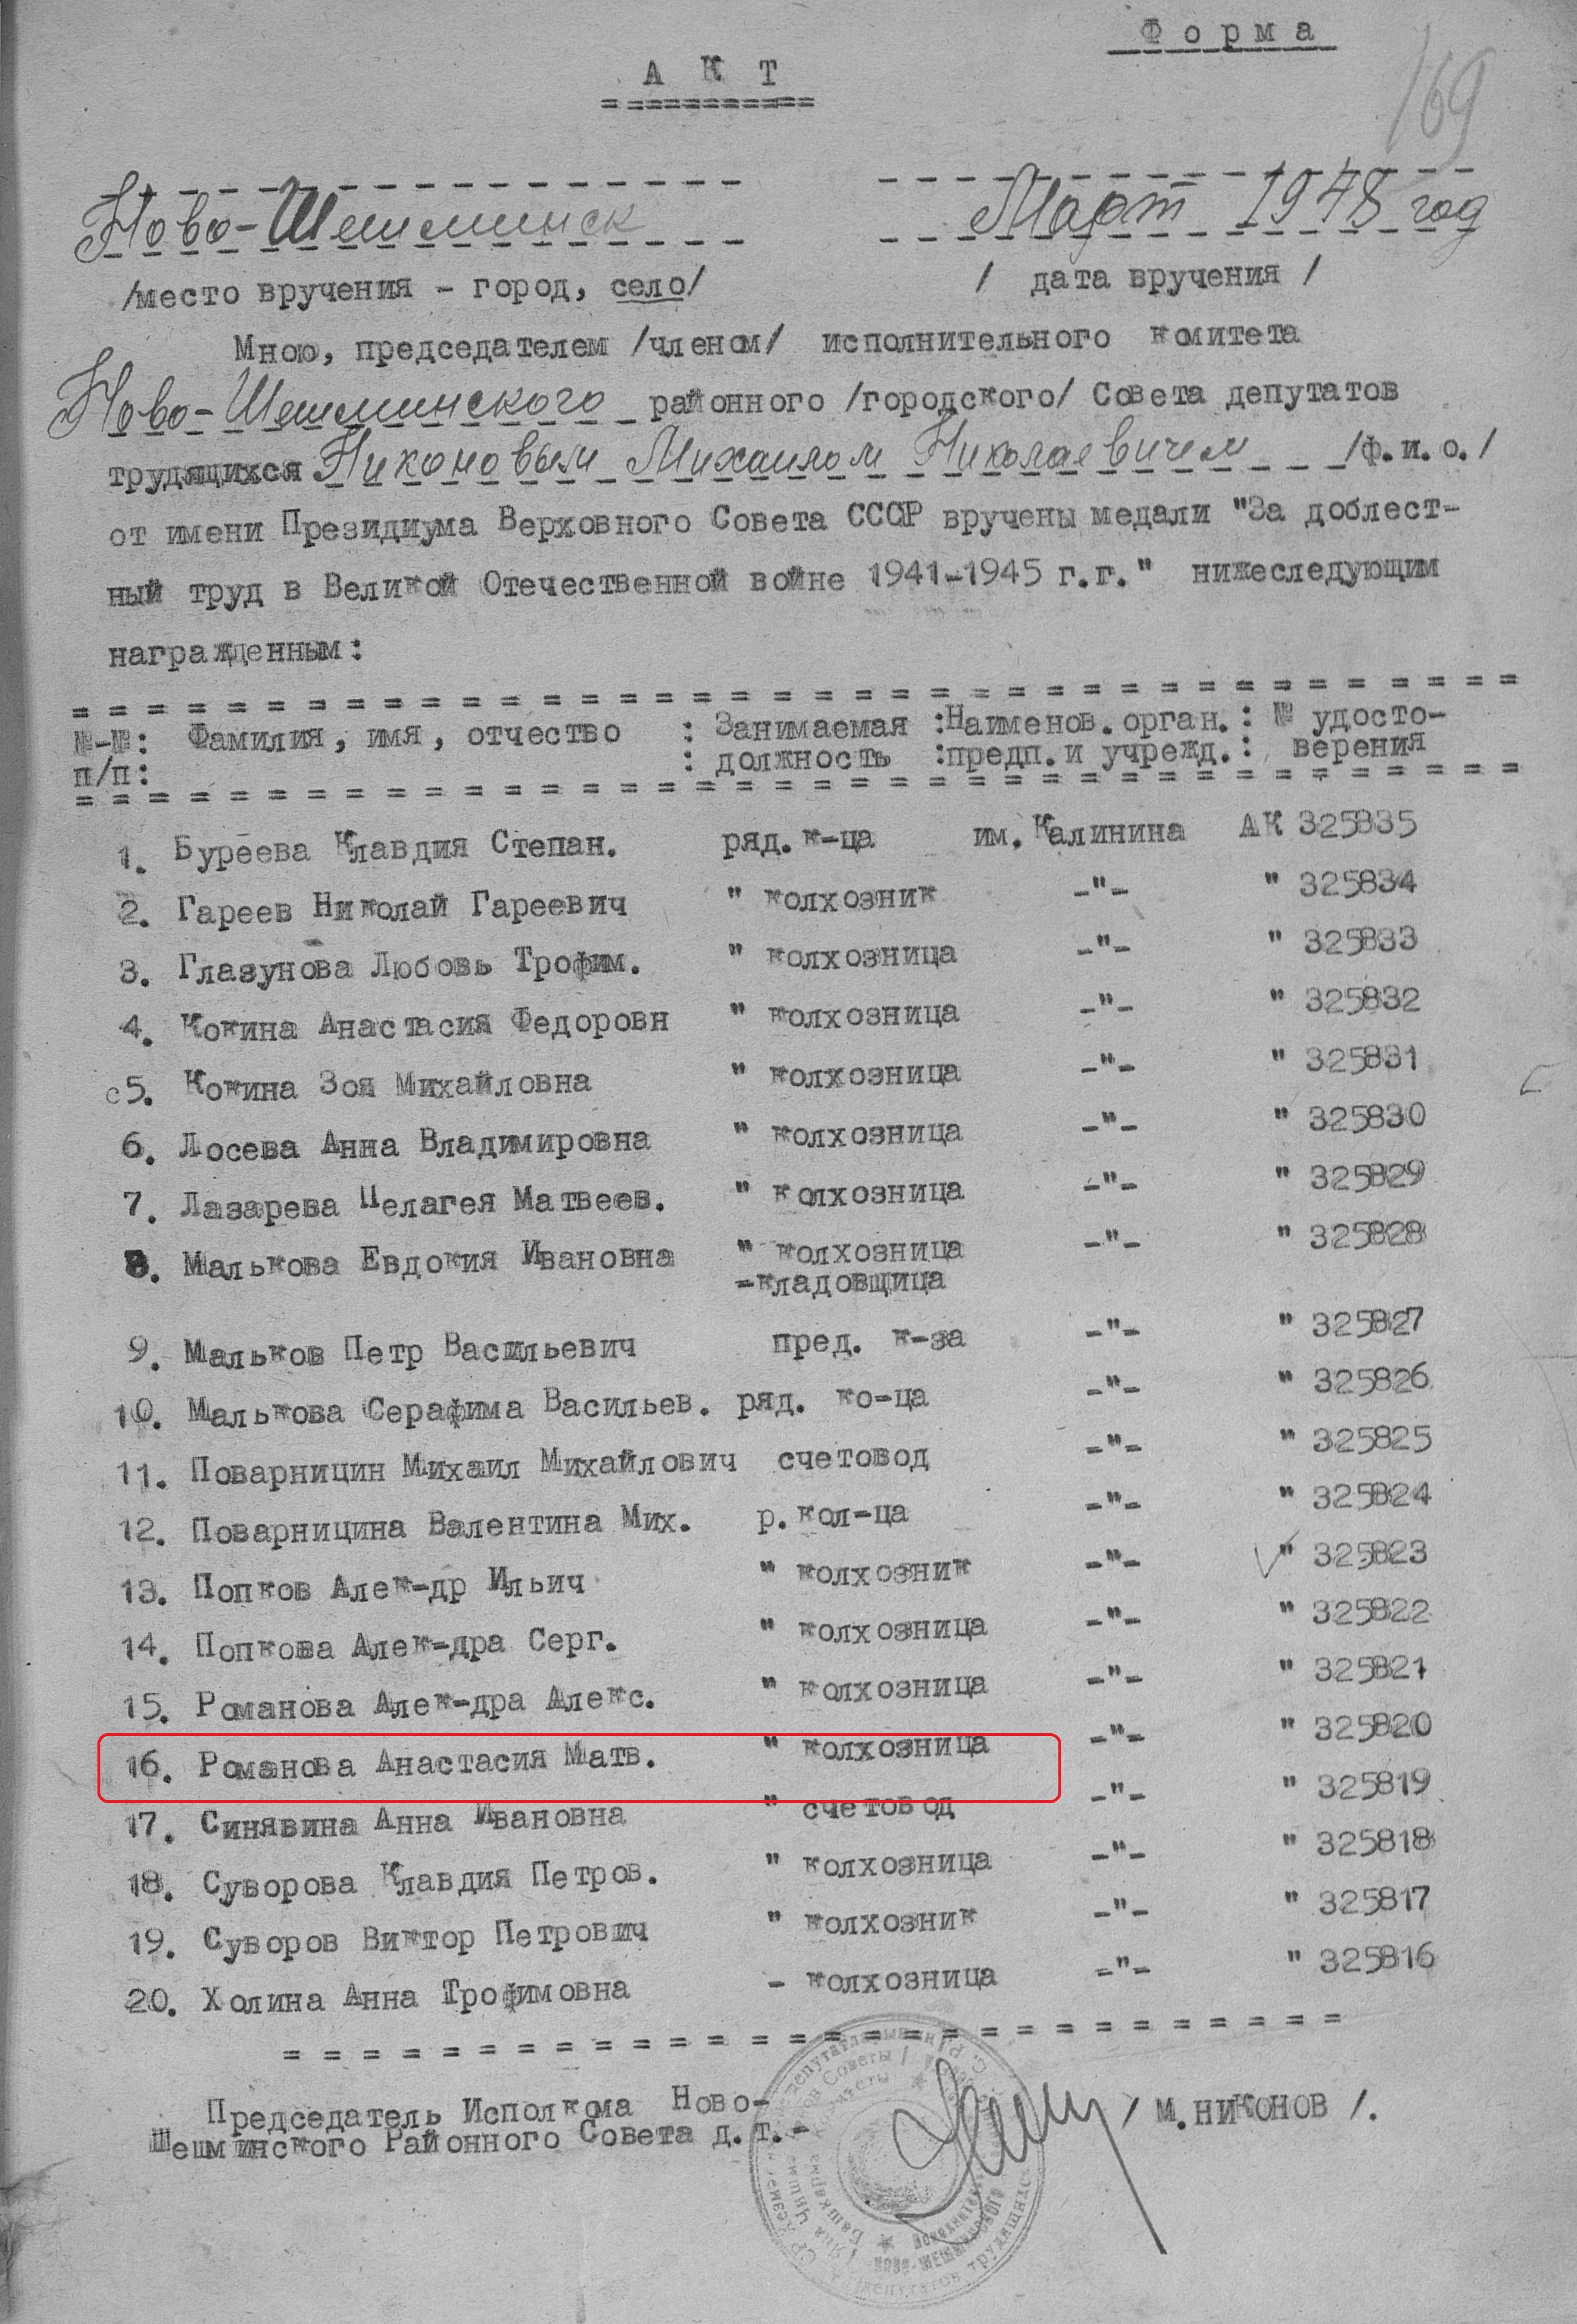 Форма
169
АКТ
Ново-Шешминск Март 1948 год
/место вручения - город, село/ / дата вручения /
Мною, председателем /членом/ исполнительного комитета
Ново-Шешминского районного /городского/ Совета депутатов
трудящихся Никоновым Михаилом Николаевичем /ф.и.о./
от имени Президиума Верховного Совета СССР вручены медали "За доблест-
ный труд в Великой Отечественной войне 1941-1945 г.г." нижеследующим
награжденным:
№-№: Фамилия, имя, отчество : Занимаемая :Наименов.орган.: № удосто-
п/п: : должность :предп.и учрежд.: верения
1. Буреева Клавдия Степан. ряд. к-ца им. Калинина АК 325835
2. Гареев Николай Гареевич " колхозник -"- " 325834
3. Глазунова Любовь Трофим. " колхозница -"- " 325833
4. Кокина Анастасия Федоровн " колхозница -"- " 325832
с5. Кокина Зоя Михайловна " колхозница -"- " 325831
6. Лосева Анна Владимировна " колхозница -"- " 325830
7. Лазарева Пелагея Матвеев. " колхозница -"- " 325829
8. Малькова Евдокия Ивановна " колхозница -"- " 325828
-кладовщица
9. Мальков Петр Васильевич пред. к-за -"- " 325827
10. Малькова Серафима Васильев. ряд. ко-ца -"- " 325826
11. Поварницин Михаил Михайлович счетовод -"- " 325825
12. Поварницина Валентина Мих. р. кол-ца -"- " 325824
13. Попков Алек-др Ильич " колхозник -"- " 325823
14. Попкова Алек-дра Серг. " колхозница -"- " 325822
15. Романова Алек-дра Алекс. " колхозница -"- " 325821
16. Романова Анастасия Матв. " колхозница -"- " 325820
17. Синявина Анна Ивановна " счетовод -"- " 325819
18. Суворова Клавдия Петров. " колхозница -"- " 325818
19. Суворов Виктор Петрович " колхозник -"- " 325817
20. Холина Анна Трофимовна - колхозница -"- " 325816
Председатель Исполкома Ново-
Шешминского Районного Совета д.т.- / М.НИКОНОВ /.